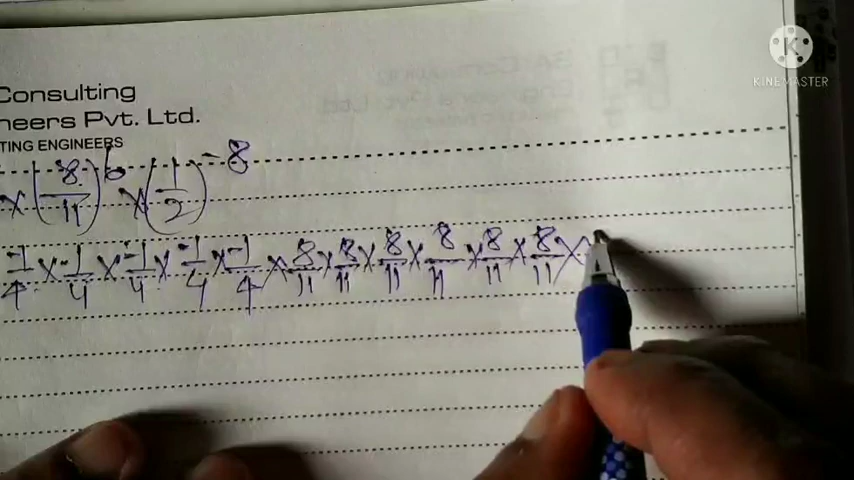 Consulting
neers Pvt. Ltd.
TING ENGINEERS
× (8/11)^6 × (1/2)^-8
-1/4 × -1/4 × -1/4 × -1/4 × -1/4 × 8/11 × 8/11 × 8/11 × 8/11 × 8/11 × 8/11 ×
KINEMASTER